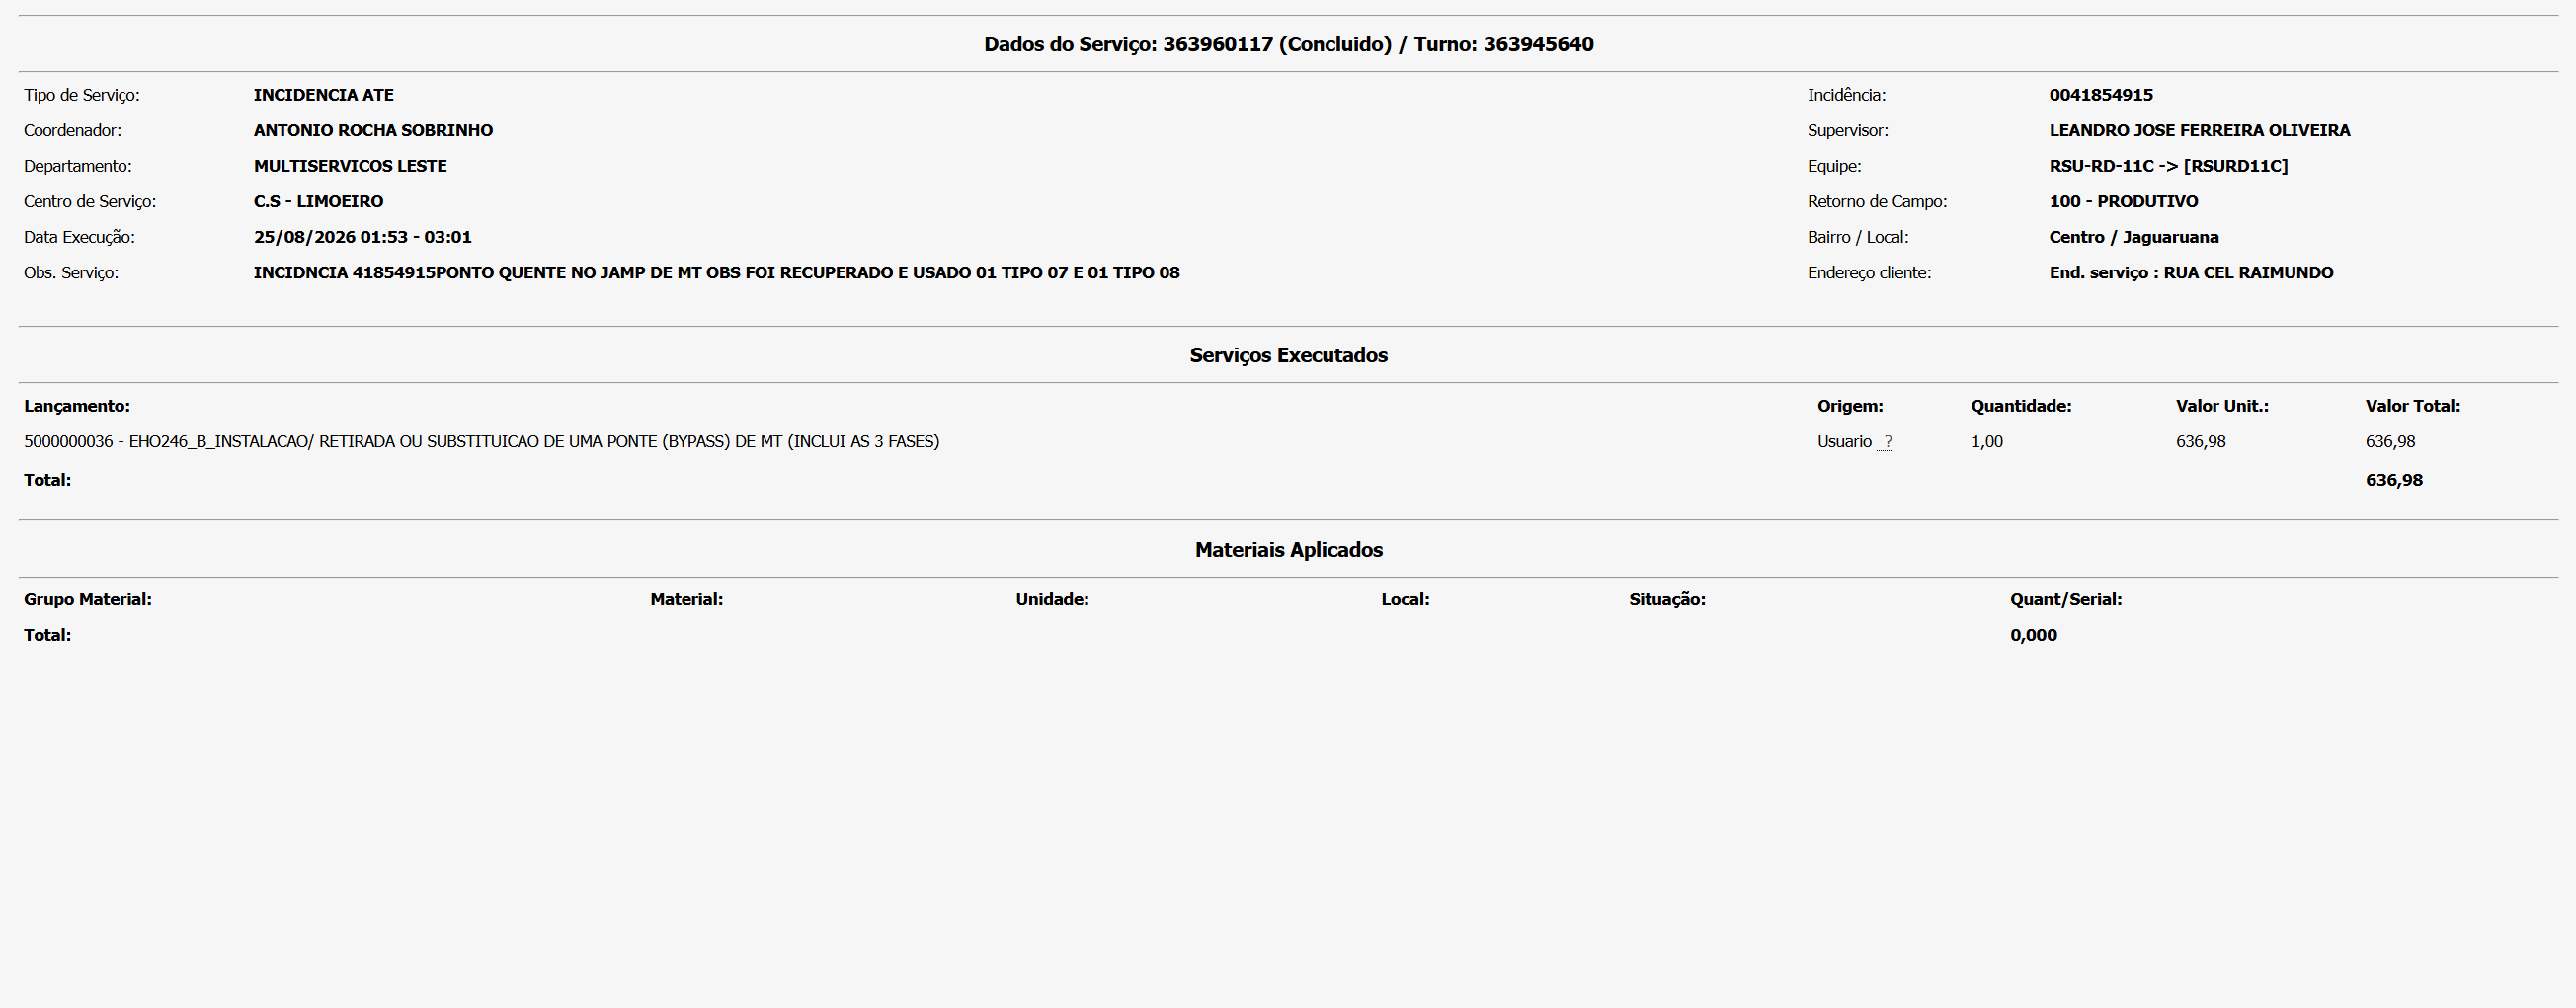 Dados do Serviço: 363960117 (Concluido) / Turno: 363945640
Tipo de Serviço: INCIDENCIA ATE Incidência: 0041854915
Coordenador: ANTONIO ROCHA SOBRINHO Supervisor: LEANDRO JOSE FERREIRA OLIVEIRA
Departamento: MULTISERVICOS LESTE Equipe: RSU-RD-11C -> [RSURD11C]
Centro de Serviço: C.S - LIMOEIRO Retorno de Campo: 100 - PRODUTIVO
Data Execução: 25/08/2026 01:53 - 03:01 Bairro / Local: Centro / Jaguaruana
Obs. Serviço: INCIDNCIA 41854915PONTO QUENTE NO JAMP DE MT OBS FOI RECUPERADO E USADO 01 TIPO 07 E 01 TIPO 08 Endereço cliente: End. serviço : RUA CEL RAIMUNDO
Serviços Executados
Lançamento: Origem: Quantidade: Valor Unit.: Valor Total:
5000000036 - EHO246_B_INSTALACAO/ RETIRADA OU SUBSTITUICAO DE UMA PONTE (BYPASS) DE MT (INCLUI AS 3 FASES) Usuario ? 1,00 636,98 636,98
Total: 636,98
Materiais Aplicados
Grupo Material: Material: Unidade: Local: Situação: Quant/Serial:
Total: 0,000